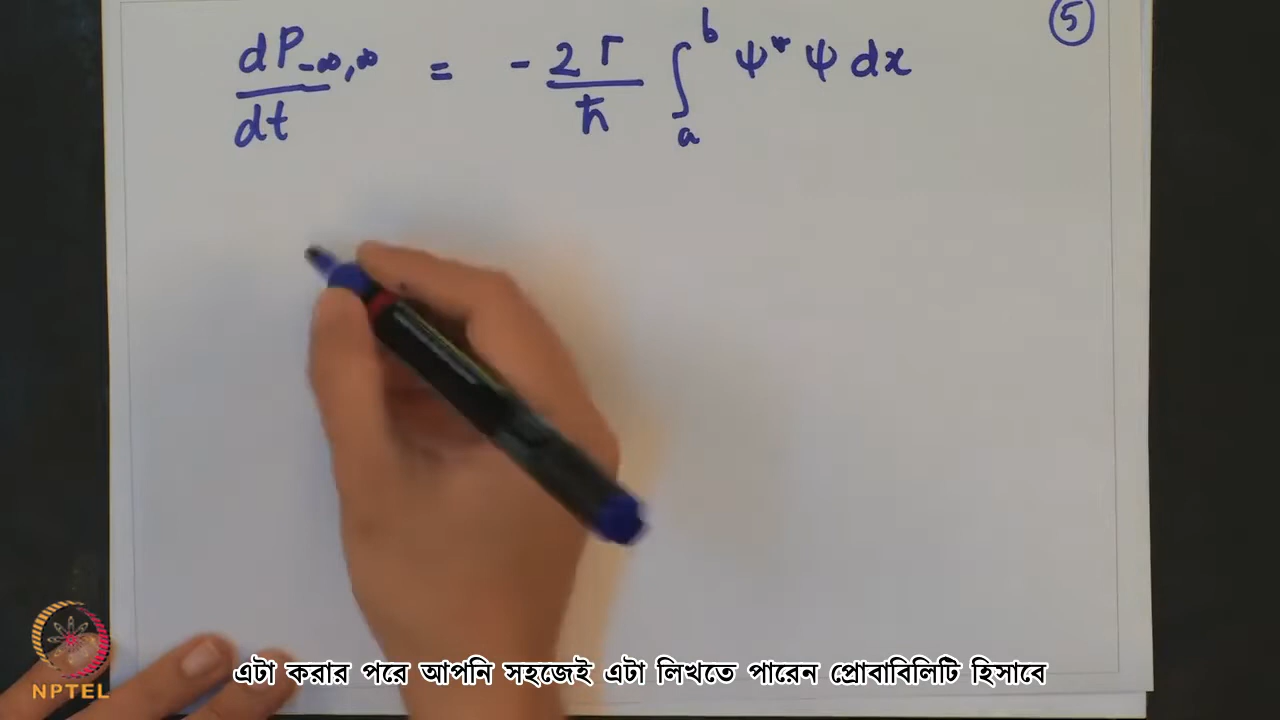 5
dP₋∞,∞ / dt = - 2Γ / ħ ∫ₐᵇ ψ* ψ dx
এটা করার পরে আপনি সহজেই এটা লিখতে পারেন প্রোবাবিলিটি হিসাবে
NPTEL